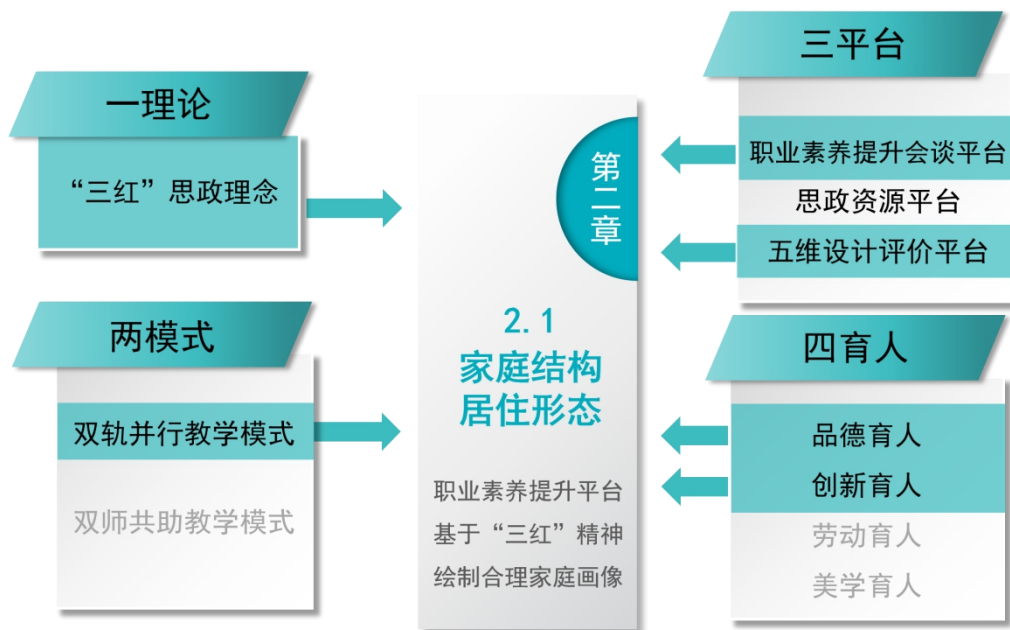 一理论
“三红”思政理念
两模式
双轨并行教学模式
双师共助教学模式
第二章
2.1
家庭结构
居住形态
职业素养提升平台
基于“三红”精神
绘制合理家庭画像
三平台
职业素养提升会谈平台
思政资源平台
五维设计评价平台
四育人
品德育人
创新育人
劳动育人
美学育人